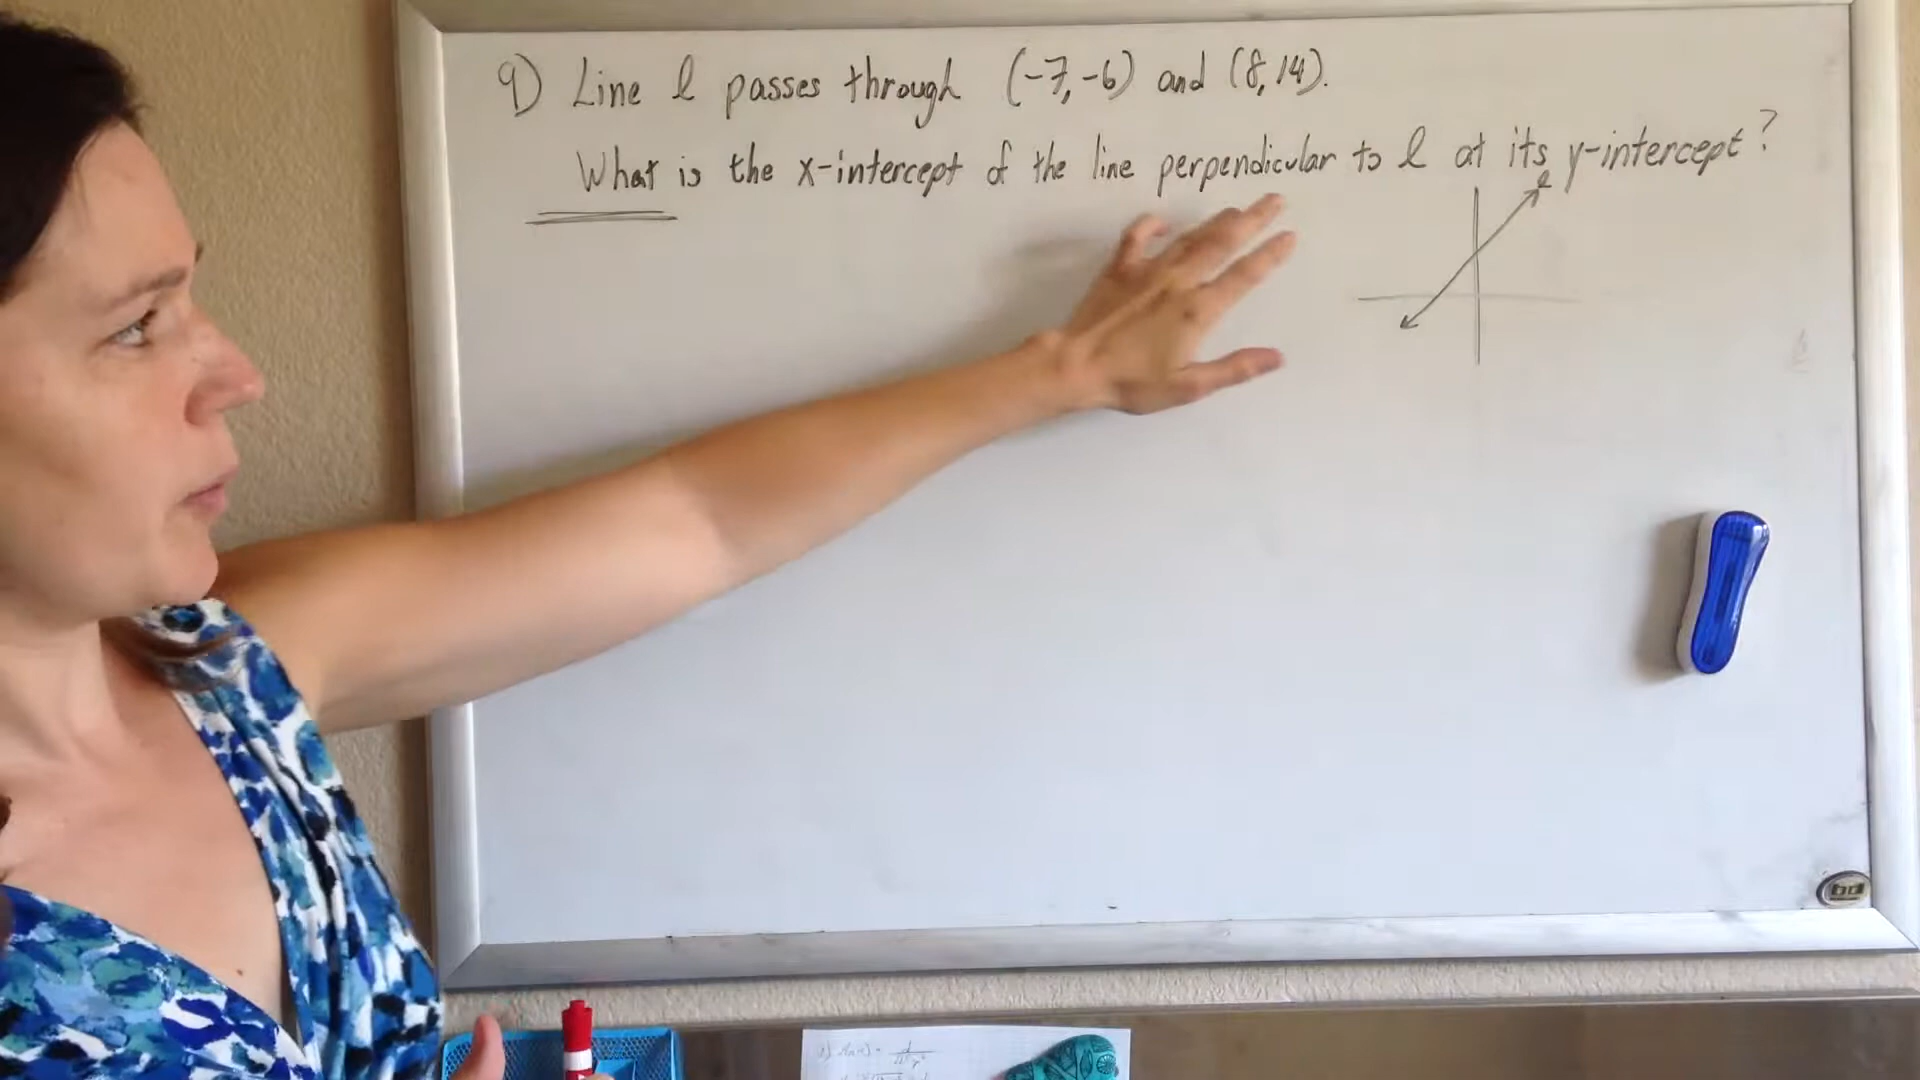 9) Line l passes through (-7,-6) and (8,14).
What is the x-intercept of the line perpendicular to l at its y-intercept?
l
bd